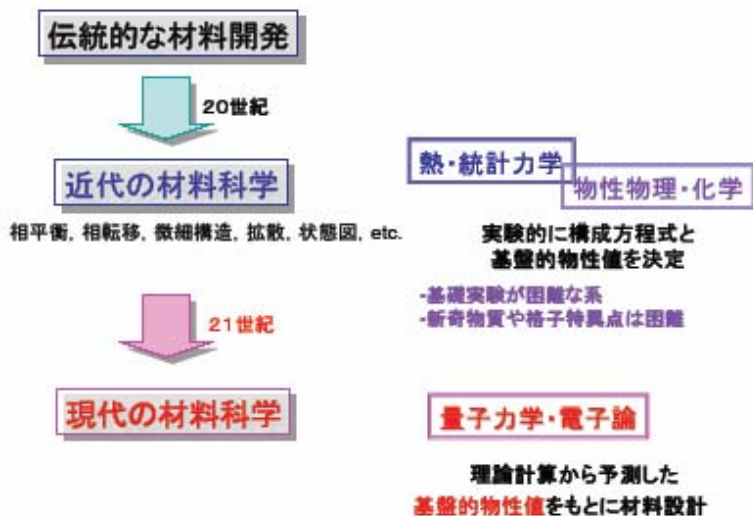 伝統的な材料開発
20世紀
近代の材料科学
相平衡, 相転移, 微細構造, 拡散, 状態図, etc.
熱・統計力学
物性物理・化学
実験的に構成方程式と
基盤的物性値を決定
-基礎実験が困難な系
-新奇物質や格子特異点は困難
21世紀
現代の材料科学
量子力学・電子論
理論計算から予測した
基盤的物性値をもとに材料設計